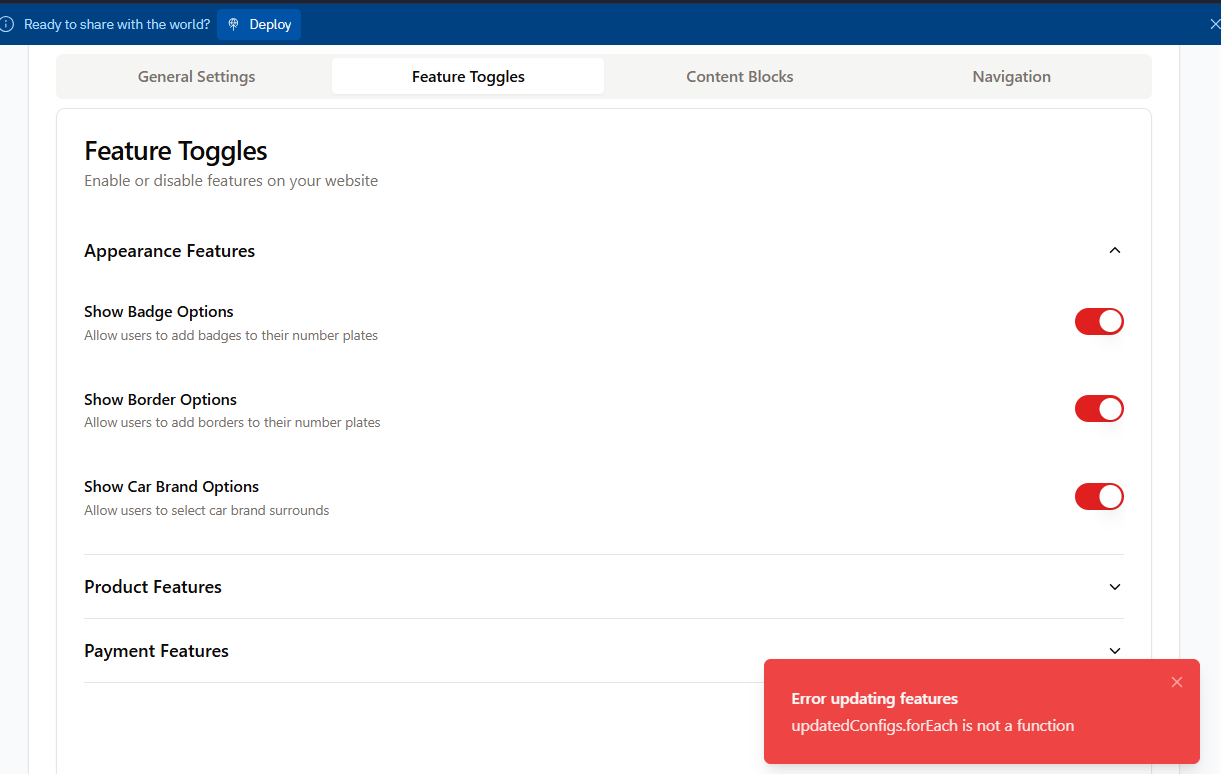 Ready to share with the world? Deploy
General Settings Feature Toggles Content Blocks Navigation
Feature Toggles
Enable or disable features on your website
Appearance Features
Show Badge Options
Allow users to add badges to their number plates
Show Border Options
Allow users to add borders to their number plates
Show Car Brand Options
Allow users to select car brand surrounds
Product Features
Payment Features
Error updating features
updatedConfigs.forEach is not a function